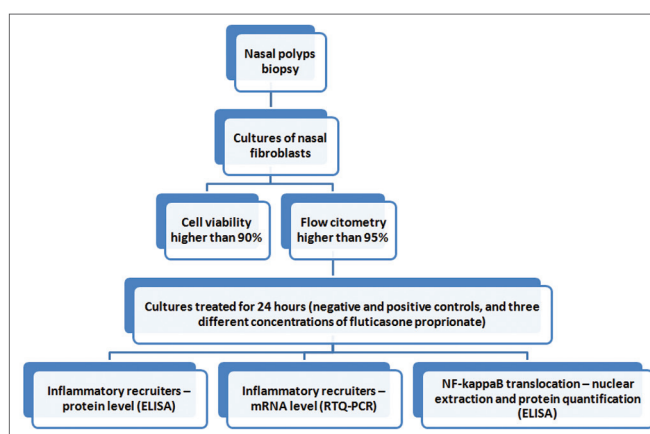 Nasal polyps
biopsy
Cultures of nasal
fibroblasts
Cell viability
higher than 90%
Flow citometry
higher than 95%
Cultures treated for 24 hours (negative and positive controls, and three
different concentrations of fluticasone proprionate)
Inflammatory recruiters –
protein level (ELISA)
Inflammatory recruiters –
mRNA level (RTQ-PCR)
NF-kappaB translocation – nuclear
extraction and protein quantification
(ELISA)